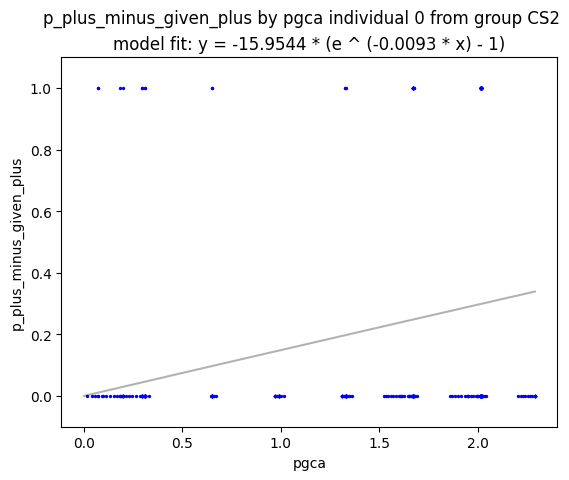 p_plus_minus_given_plus by pgca individual 0 from group CS2
model fit: y = -15.9544 * (e ^ (-0.0093 * x) - 1)
p_plus_minus_given_plus
1.0
0.8
0.6
0.4
0.2
0.0
0.0 0.5 1.0 1.5 2.0
pgca